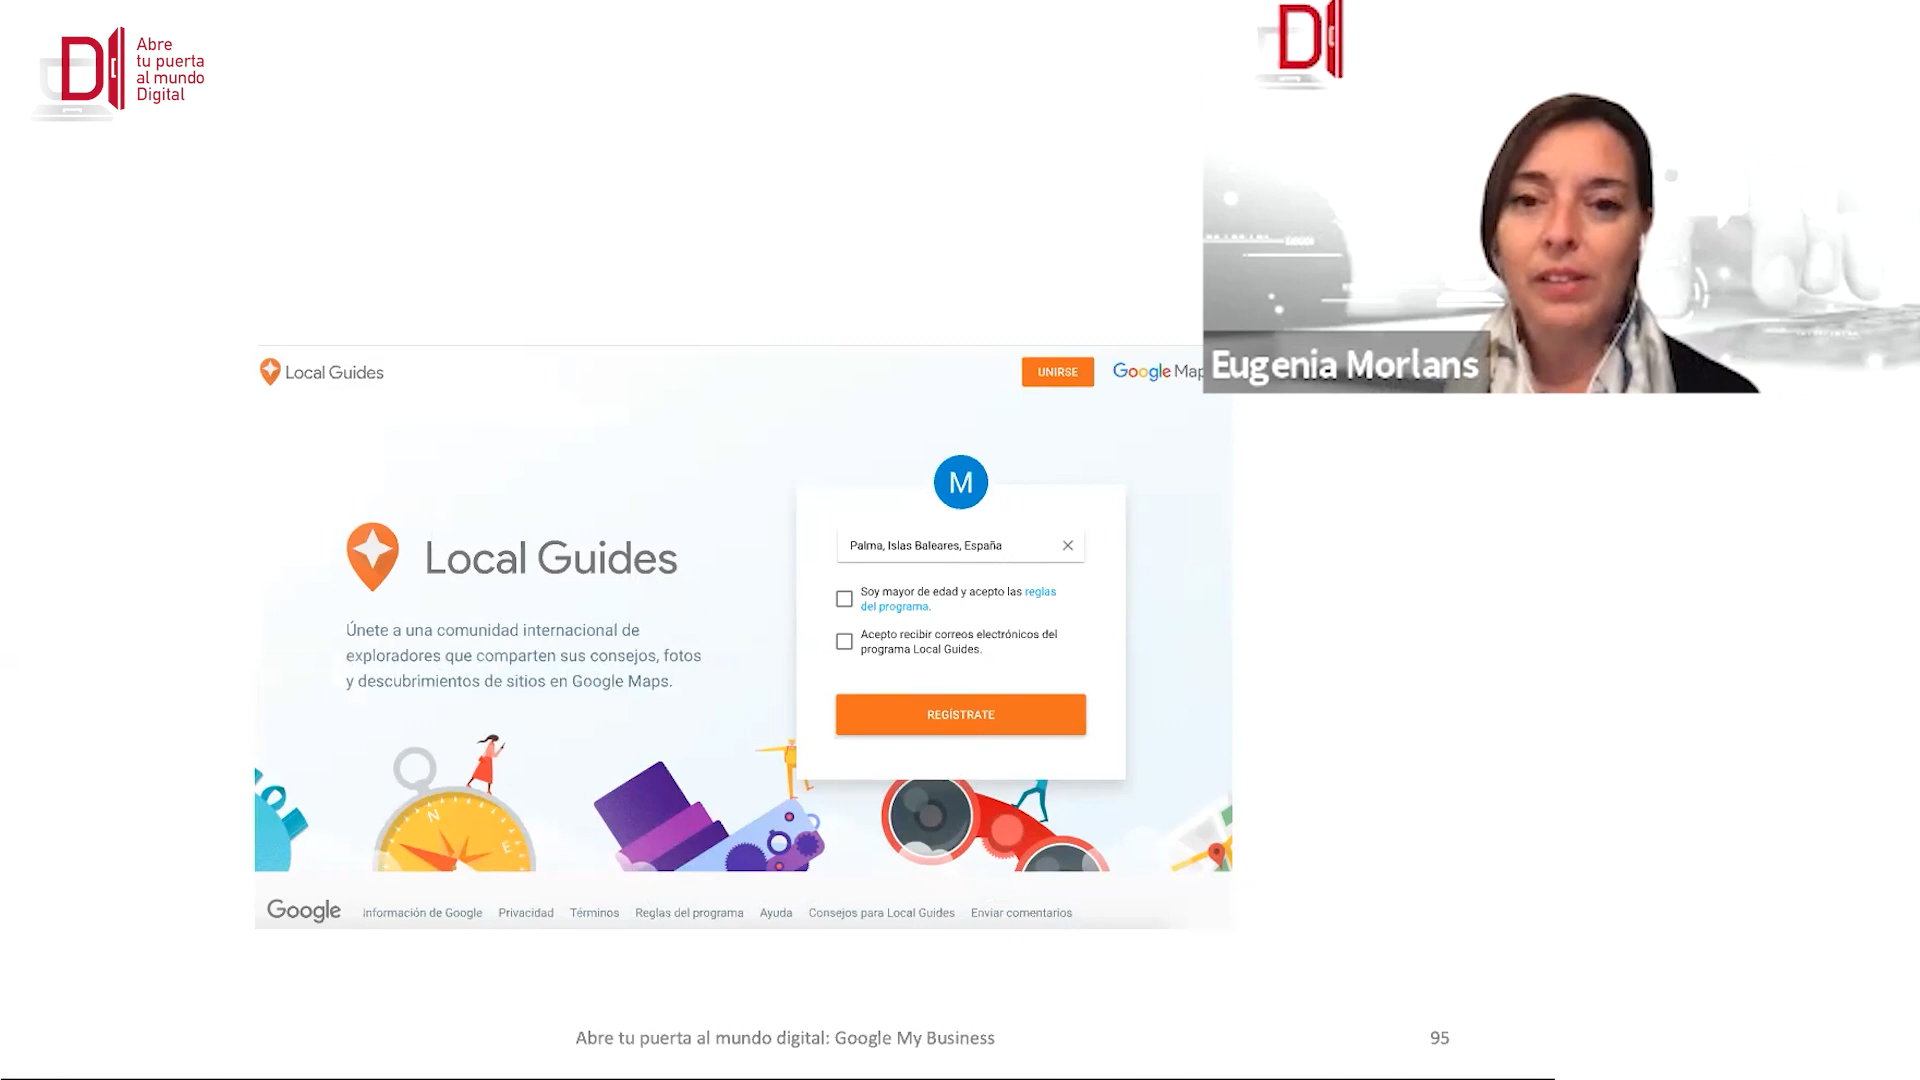 DI
Abre
tu puerta
al mundo
Digital
DI
Eugenia Morlans
Local Guides
UNIRSE
Google Map
M
Palma, Islas Baleares, España
Soy mayor de edad y acepto las reglas
del programa.
Acepto recibir correos electrónicos del
programa Local Guides.
REGÍSTRATE
Local Guides
Únete a una comunidad internacional de
exploradores que comparten sus consejos, fotos
y descubrimientos de sitios en Google Maps.
N
E
Google
Información de Google Privacidad Términos Reglas del programa Ayuda Consejos para Local Guides Enviar comentarios
Abre tu puerta al mundo digital: Google My Business
95